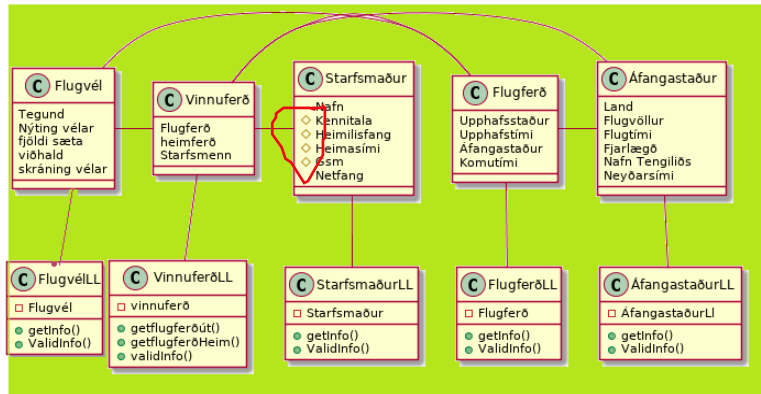 C Flugvél
Tegund
Nýting vélar
fjöldi sæta
viðhald
skráning vélar
C Vinnuferð
Flugferð
heimferð
Starfsmenn
C Starfsmaður
Nafn
Kennitala
Heimilisfang
Heimasími
Gsm
Netfang
C Flugferð
Upphafsstaður
Upphafstími
Áfangastaður
Komutími
C Áfangastaður
Land
Flugvöllur
Flugtími
Fjarlægð
Nafn Tengiliðs
Neyðarsími
C FlugvélLL
Flugvél
getInfo()
ValidInfo()
C VinnuferðLL
vinnuferð
getflugferðút()
getflugferðHeim()
validInfo()
C StarfsmaðurLL
Starfsmaður
getInfo()
ValidInfo()
C FlugferðLL
Flugferð
getInfo()
ValidInfo()
C ÁfangastaðurLL
ÁfangastaðurLl
getInfo()
ValidInfo()